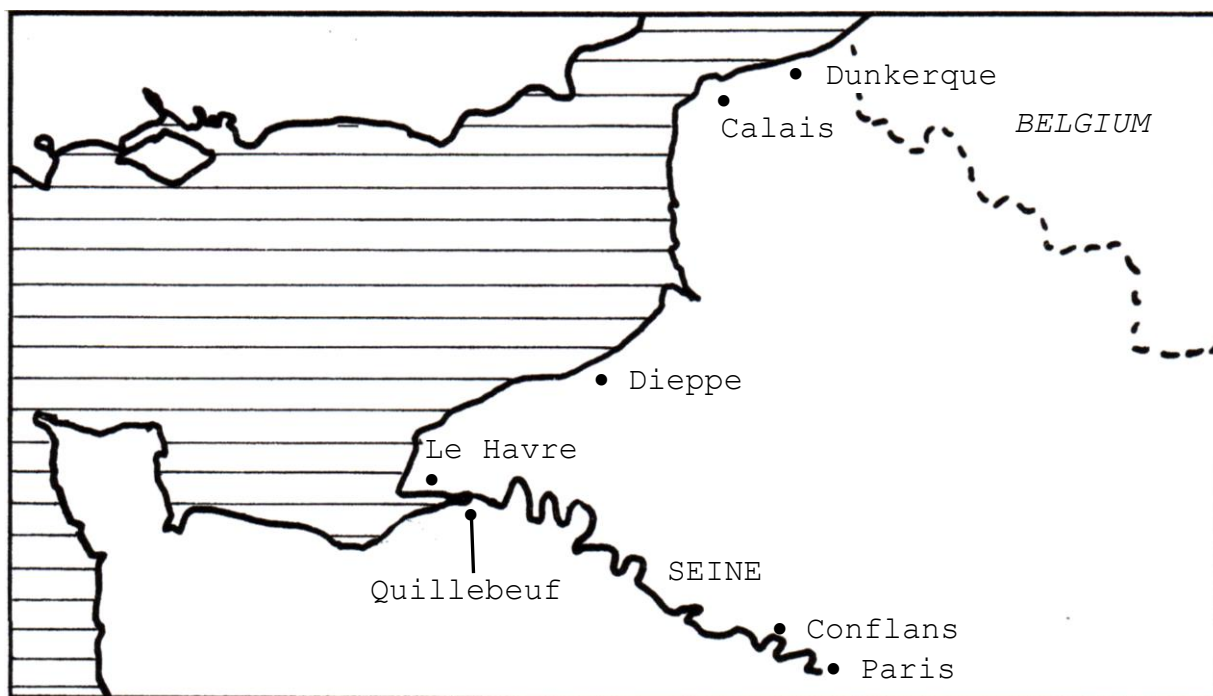 Dunkerque
Calais
BELGIUM
Dieppe
Le Havre
Quillebeuf
SEINE
Conflans
Paris